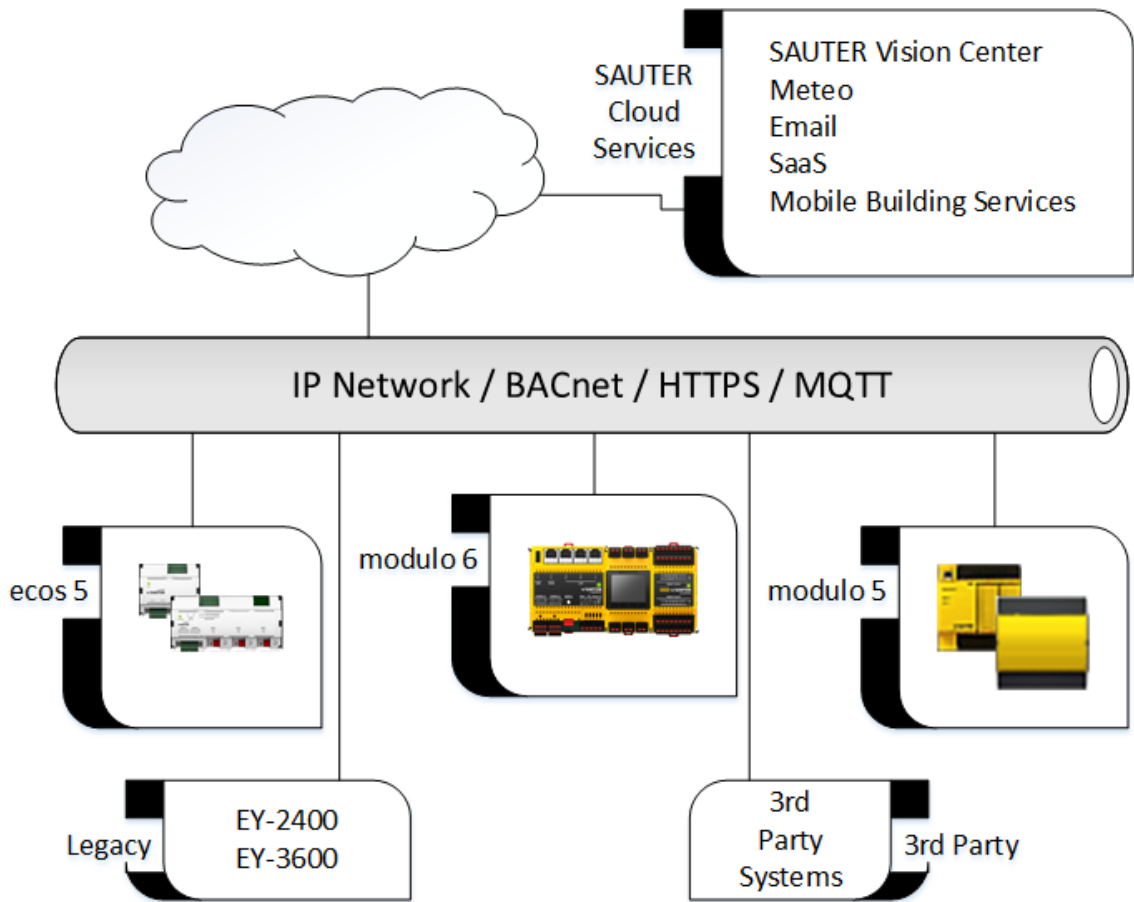 SAUTER
Cloud
Services
SAUTER Vision Center
Meteo
Email
SaaS
Mobile Building Services
IP Network / BACnet / HTTPS / MQTT
ecos 5
modulo 6
modulo 5
Legacy
EY-2400
EY-3600
3rd
Party
Systems
3rd Party